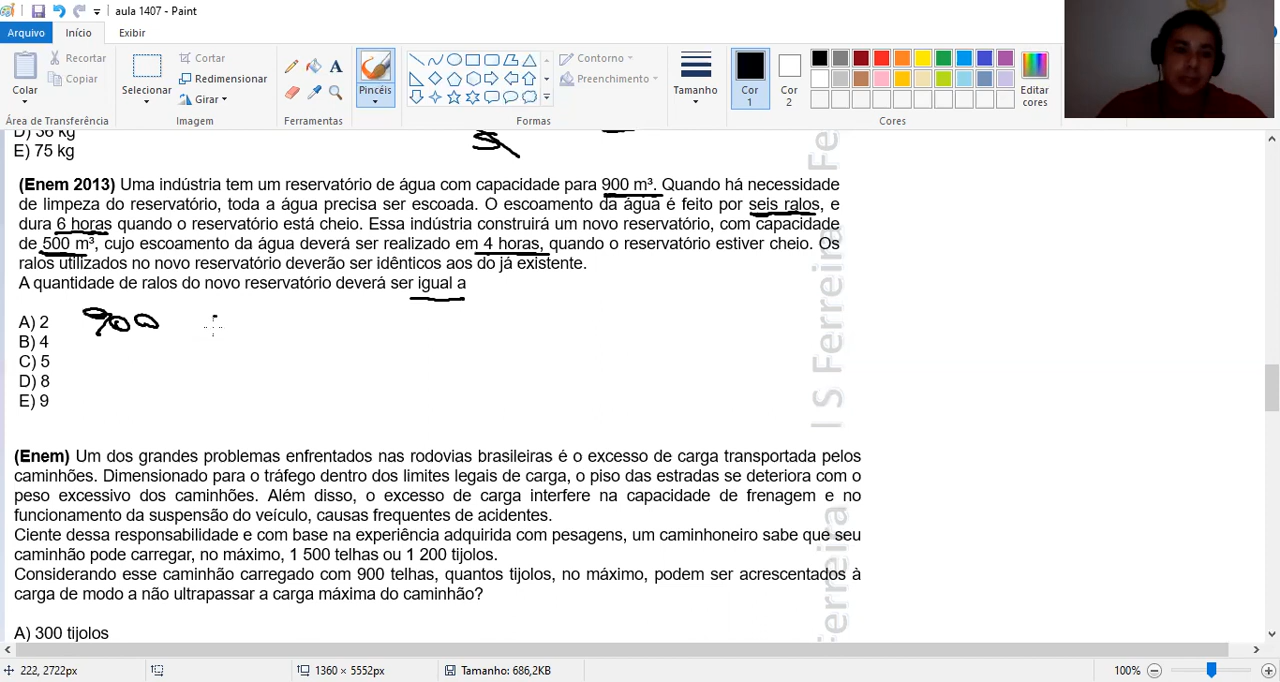 aula 1407 - Paint
Arquivo Início Exibir
Colar Recortar Copiar Selecionar Cortar Redimensionar Girar A Tamanho Contorno Preenchimento Cor 1 Cor 2 Editar cores
Área de Transferência Imagem Ferramentas Pincéis Formas Cores
D) 36 kg
E) 75 kg
(Enem 2013) Uma indústria tem um reservatório de água com capacidade para 900 m³. Quando há necessidade
de limpeza do reservatório, toda a água precisa ser escoada. O escoamento da água é feito por seis ralos, e
dura 6 horas quando o reservatório está cheio. Essa indústria construirá um novo reservatório, com capacidade
de 500 m³, cujo escoamento da água deverá ser realizado em 4 horas, quando o reservatório estiver cheio. Os
ralos utilizados no novo reservatório deverão ser idênticos aos do já existente.
A quantidade de ralos do novo reservatório deverá ser igual a
A) 2 900
B) 4
C) 5
D) 8
E) 9
(Enem) Um dos grandes problemas enfrentados nas rodovias brasileiras é o excesso de carga transportada pelos
caminhões. Dimensionado para o tráfego dentro dos limites legais de carga, o piso das estradas se deteriora com o
peso excessivo dos caminhões. Além disso, o excesso de carga interfere na capacidade de frenagem e no
funcionamento da suspensão do veículo, causas frequentes de acidentes.
Ciente dessa responsabilidade e com base na experiência adquirida com pesagens, um caminhoneiro sabe que seu
caminhão pode carregar, no máximo, 1 500 telhas ou 1 200 tijolos.
Considerando esse caminhão carregado com 900 telhas, quantos tijolos, no máximo, podem ser acrescentados à
carga de modo a não ultrapassar a carga máxima do caminhão?
A) 300 tijolos
Fe
I S Ferreira
Ferreira
222, 2722px 1360 × 5552px Tamanho: 686,2KB 100%